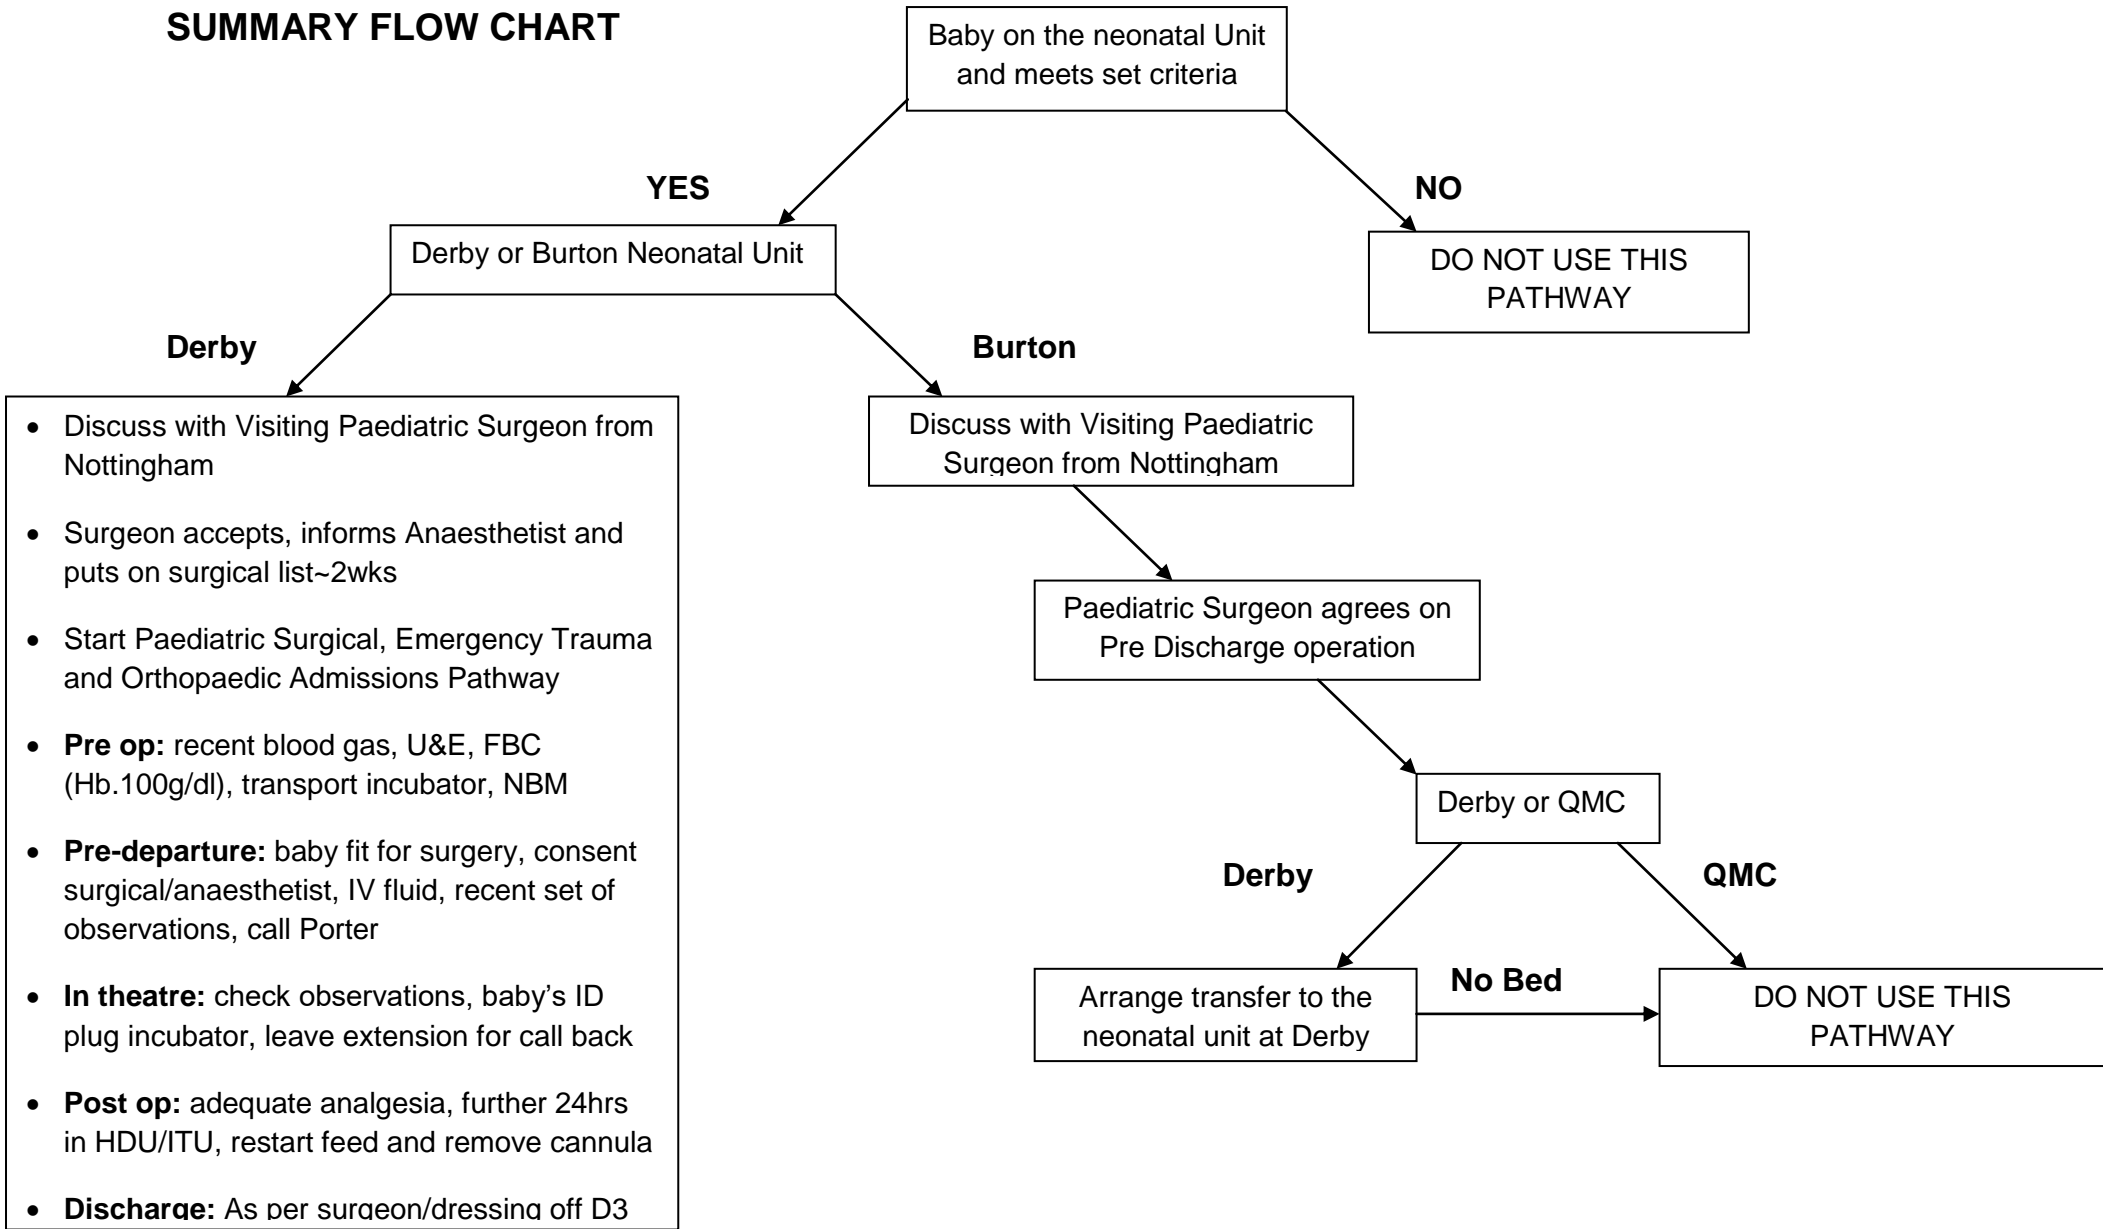 SUMMARY FLOW CHART
Baby on the neonatal Unit
and meets set criteria
YES
NO
Derby or Burton Neonatal Unit
DO NOT USE THIS
PATHWAY
Derby
Burton
• Discuss with Visiting Paediatric Surgeon from
Nottingham
• Surgeon accepts, informs Anaesthetist and
puts on surgical list~2wks
• Start Paediatric Surgical, Emergency Trauma
and Orthopaedic Admissions Pathway
• Pre op: recent blood gas, U&E, FBC
(Hb.100g/dl), transport incubator, NBM
• Pre-departure: baby fit for surgery, consent
surgical/anaesthetist, IV fluid, recent set of
observations, call Porter
• In theatre: check observations, baby’s ID
plug incubator, leave extension for call back
• Post op: adequate analgesia, further 24hrs
in HDU/ITU, restart feed and remove cannula
• Discharge: As per surgeon/dressing off D3
Discuss with Visiting Paediatric
Surgeon from Nottingham
Paediatric Surgeon agrees on
Pre Discharge operation
Derby or QMC
Derby
QMC
Arrange transfer to the
neonatal unit at Derby
No Bed
DO NOT USE THIS
PATHWAY